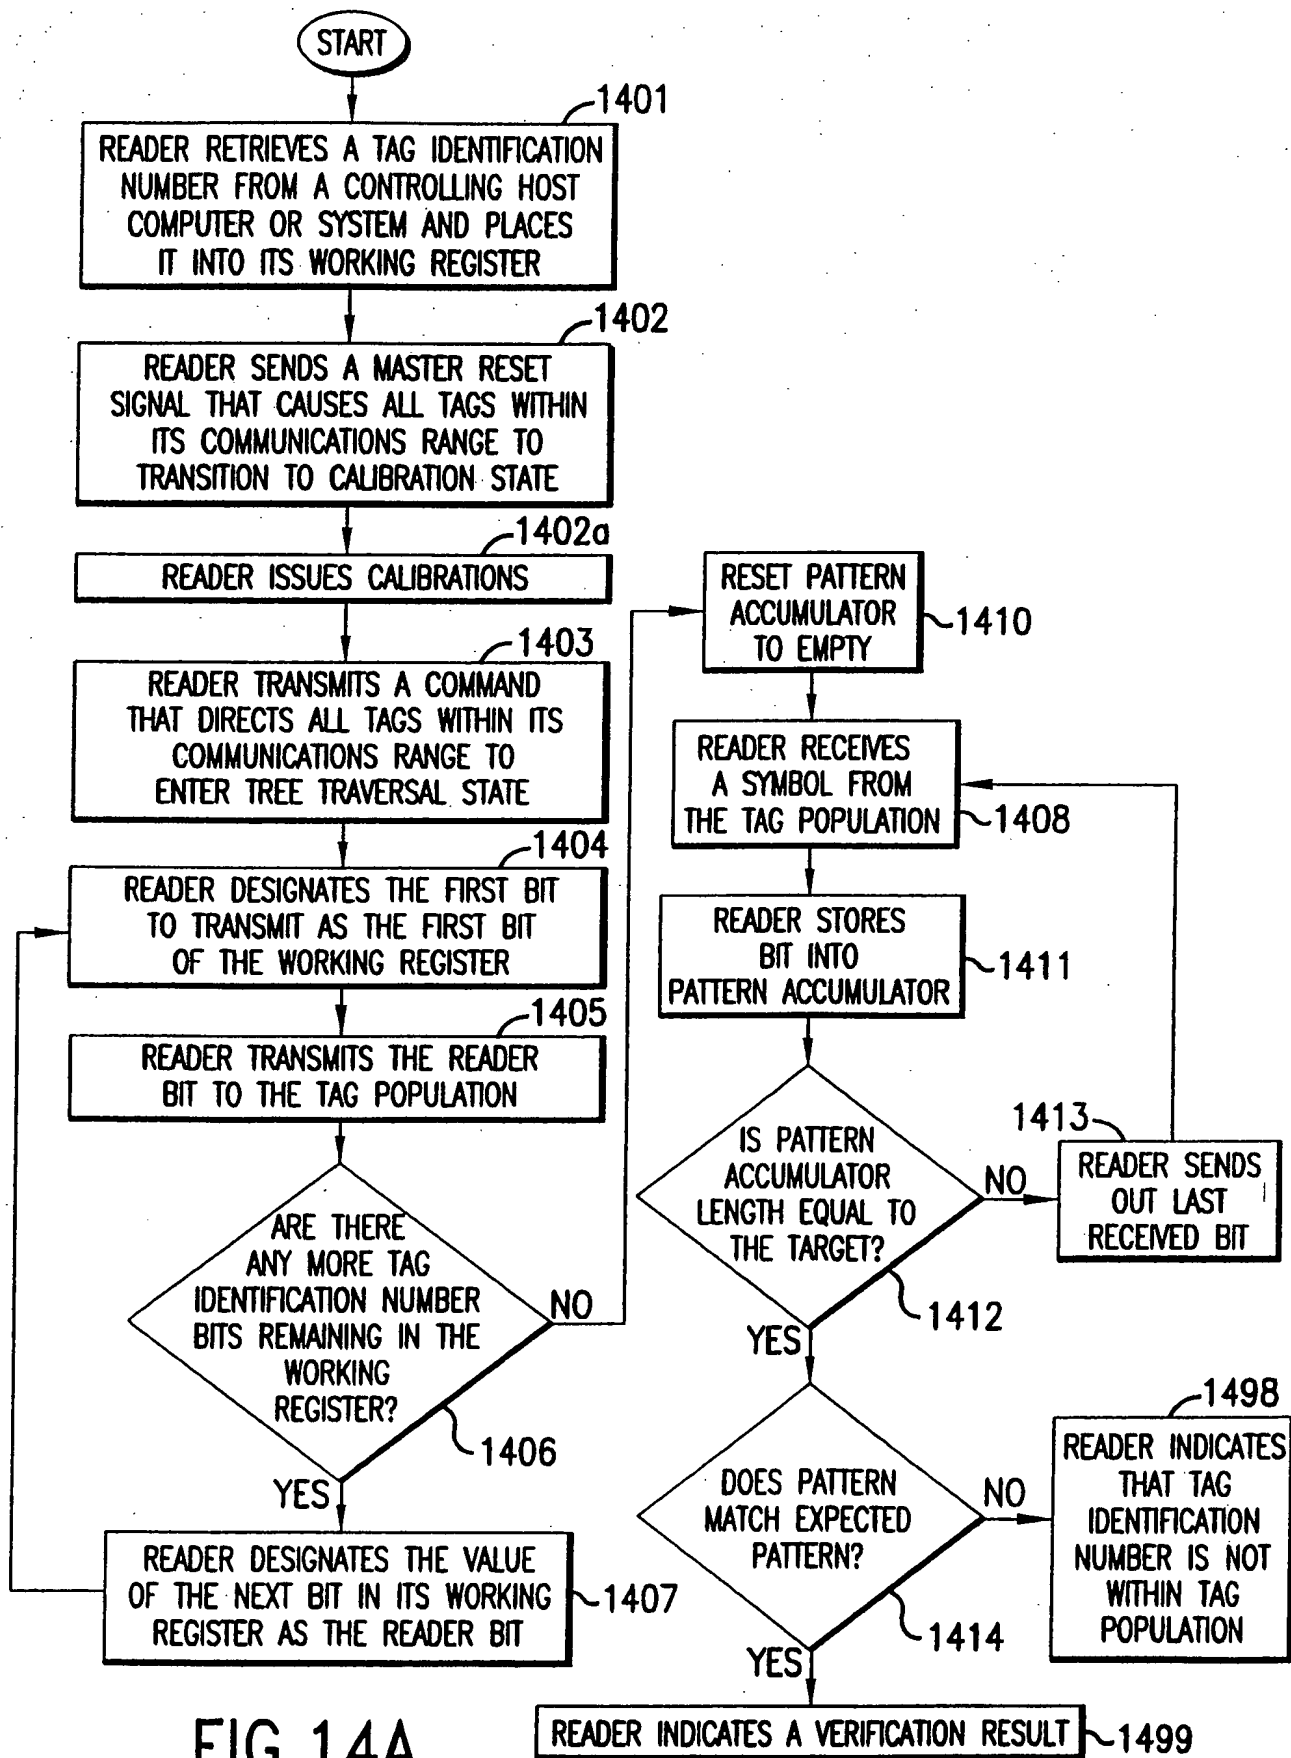 START
1401
READER RETRIEVES A TAG IDENTIFICATION
NUMBER FROM A CONTROLLING HOST
COMPUTER OR SYSTEM AND PLACES
IT INTO ITS WORKING REGISTER
1402
READER SENDS A MASTER RESET
SIGNAL THAT CAUSES ALL TAGS WITHIN
ITS COMMUNICATIONS RANGE TO
TRANSITION TO CALIBRATION STATE
1402a
READER ISSUES CALIBRATIONS
1403
READER TRANSMITS A COMMAND
THAT DIRECTS ALL TAGS WITHIN ITS
COMMUNICATIONS RANGE TO
ENTER TREE TRAVERSAL STATE
1404
READER DESIGNATES THE FIRST BIT
TO TRANSMIT AS THE FIRST BIT
OF THE WORKING REGISTER
1405
READER TRANSMITS THE READER
BIT TO THE TAG POPULATION
ARE THERE
ANY MORE TAG
IDENTIFICATION NUMBER
BITS REMAINING IN THE
WORKING
REGISTER?
NO
1406
YES
READER DESIGNATES THE VALUE
OF THE NEXT BIT IN ITS WORKING
REGISTER AS THE READER BIT
1407
RESET PATTERN
ACCUMULATOR
TO EMPTY
1410
READER RECEIVES
A SYMBOL FROM
THE TAG POPULATION
1408
READER STORES
BIT INTO
PATTERN ACCUMULATOR
1411
IS PATTERN
ACCUMULATOR
LENGTH EQUAL TO
THE TARGET?
NO
1412
1413
READER SENDS
OUT LAST
RECEIVED BIT
YES
DOES PATTERN
MATCH EXPECTED
PATTERN?
NO
1414
1498
READER INDICATES
THAT TAG
IDENTIFICATION
NUMBER IS NOT
WITHIN TAG
POPULATION
YES
READER INDICATES A VERIFICATION RESULT
1499
FIG.14A